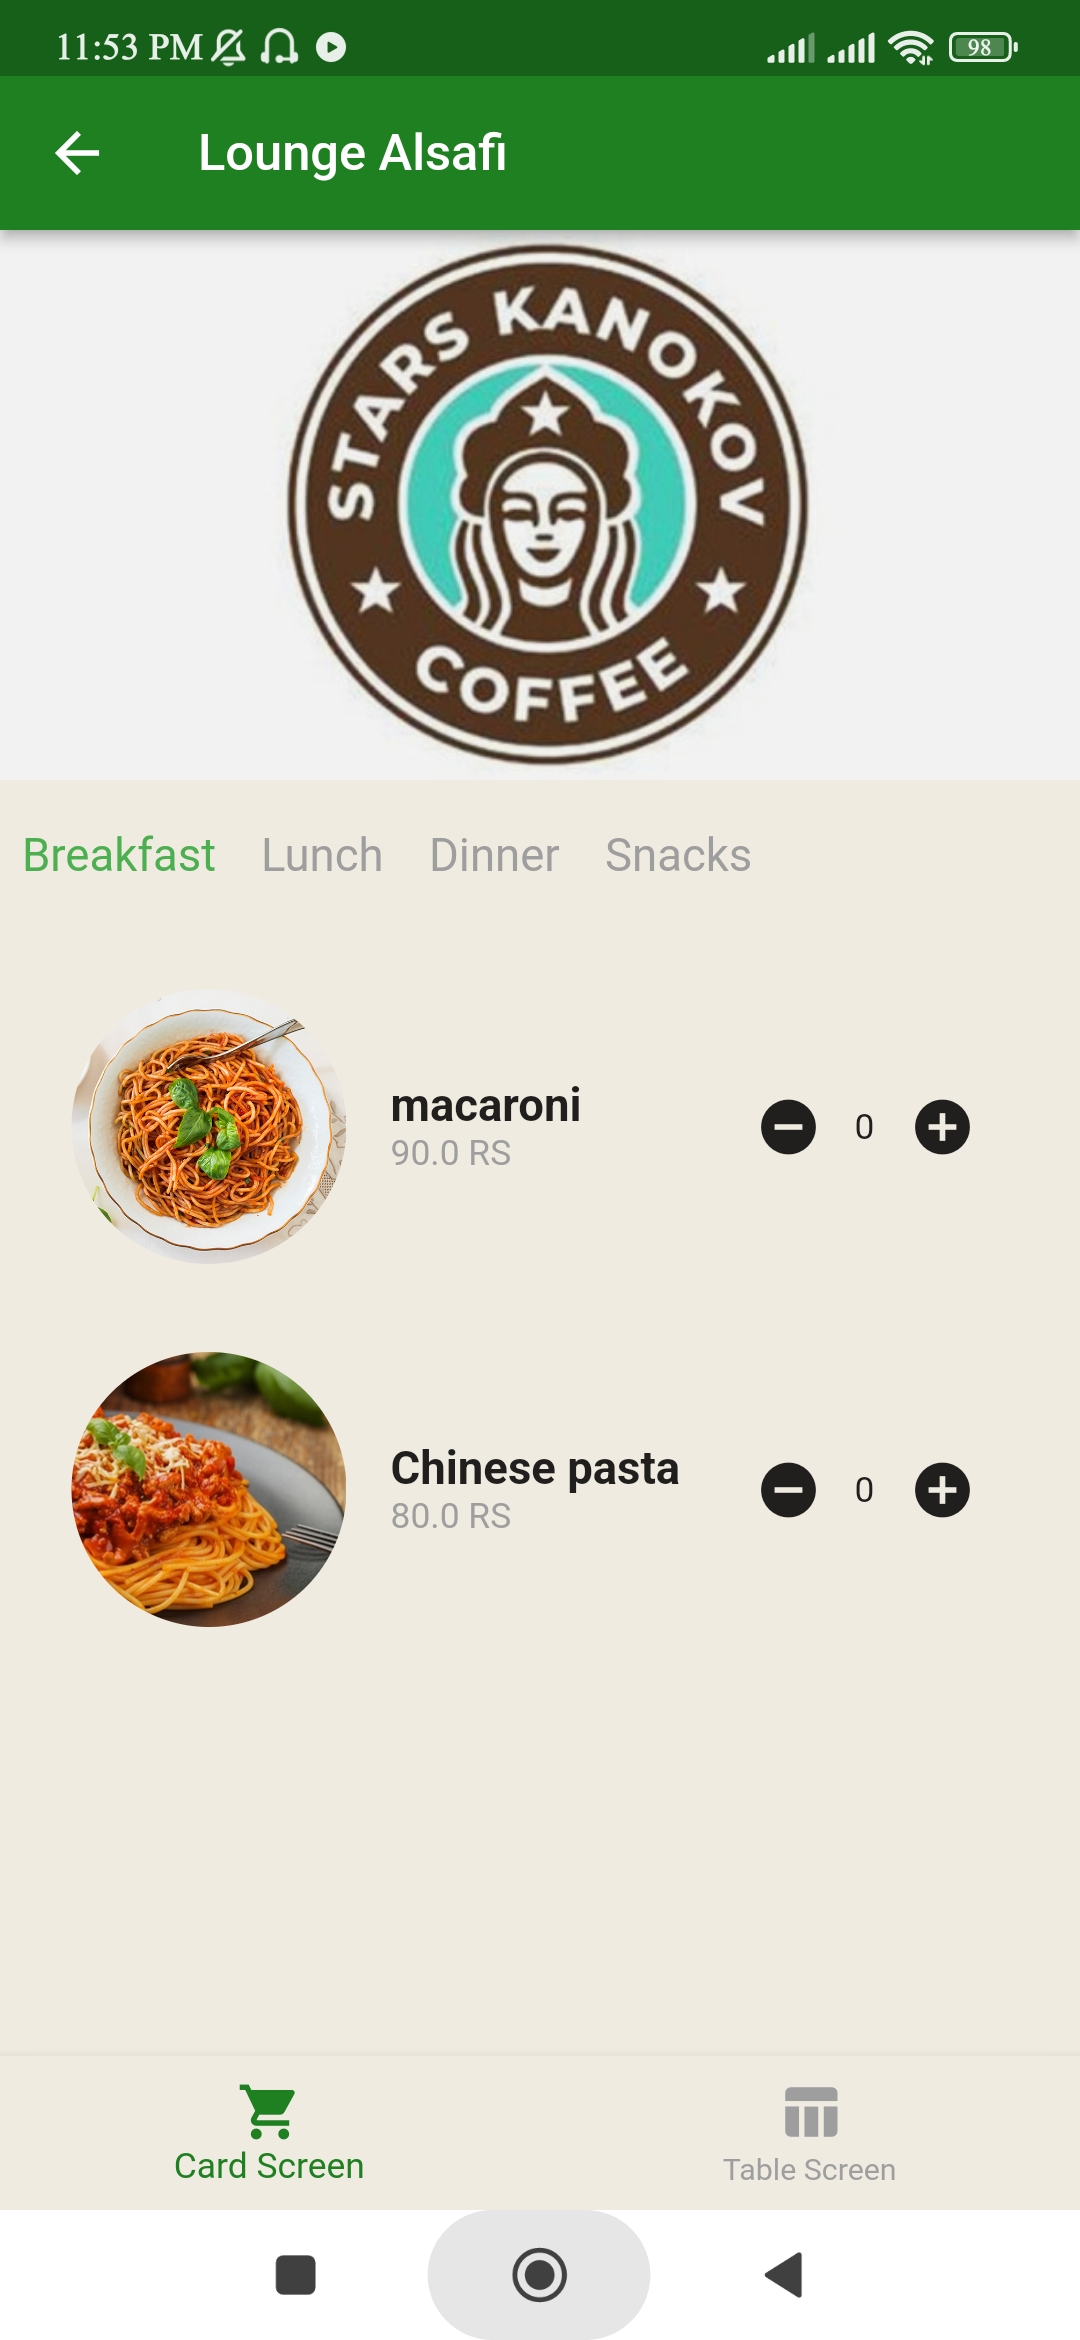 11:53 PM
98
Lounge Alsafi
STARS KANOKOV
COFFEE
Breakfast Lunch Dinner Snacks
macaroni
90.0 RS
0
Chinese pasta
80.0 RS
0
Card Screen
Table Screen